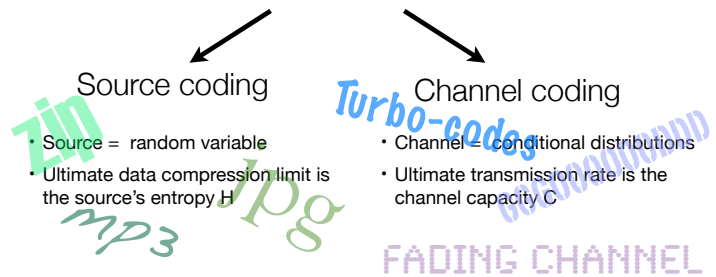 Source coding
Channel coding
zip
Turbo-codes
• Source = random variable
• Ultimate data compression limit is
the source's entropy H
jpg
mp3
• Channel = conditional distributions
• Ultimate transmission rate is the
channel capacity C
FADING CHANNEL